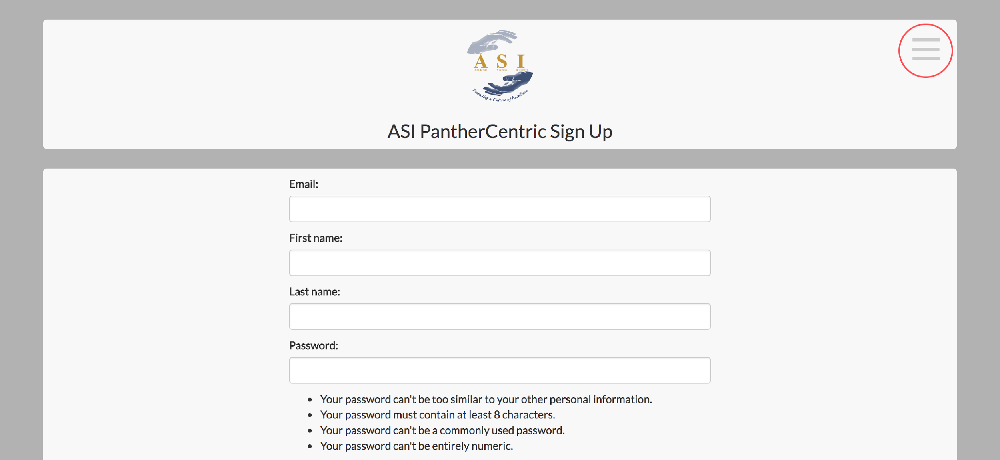 A S I
Academic Success Initiative
Promoting a Culture of Excellence
ASI PantherCentric Sign Up
Email:
First name:
Last name:
Password:
• Your password can't be too similar to your other personal information.
• Your password must contain at least 8 characters.
• Your password can't be a commonly used password.
• Your password can't be entirely numeric.